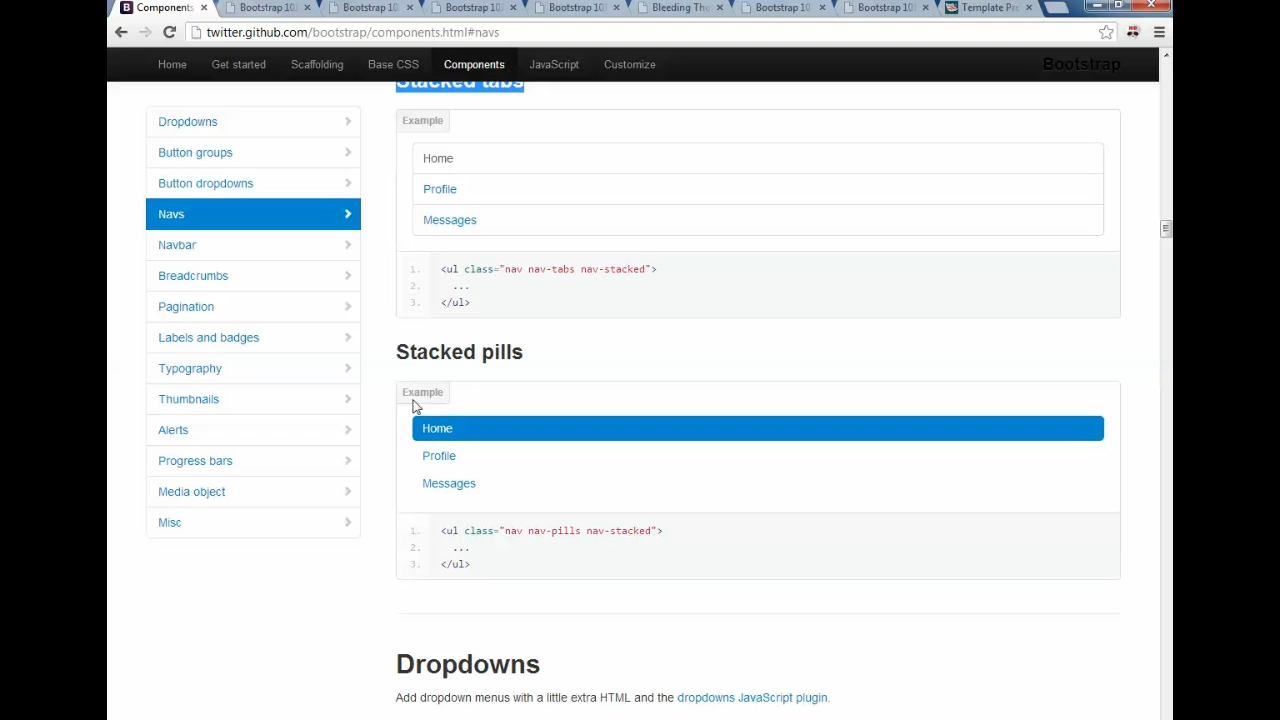 Components
Bootstrap 10
Bootstrap 10
Bootstrap 10
Bootstrap 10
Bleeding Tho
Bootstrap 10
Bootstrap 10
Template Pr
twitter.github.com/bootstrap/components.html#navs
Home Get started Scaffolding Base CSS Components JavaScript Customize Bootstrap
Dropdowns
Button groups
Button dropdowns
Navs
Navbar
Breadcrumbs
Pagination
Labels and badges
Typography
Thumbnails
Alerts
Progress bars
Media object
Misc
Stacked tabs
Example
Home
Profile
Messages
1. <ul class="nav nav-tabs nav-stacked">
2. ...
3. </ul>
Stacked pills
Example
Home
Profile
Messages
1. <ul class="nav nav-pills nav-stacked">
2. ...
3. </ul>
Dropdowns
Add dropdown menus with a little extra HTML and the dropdowns JavaScript plugin.